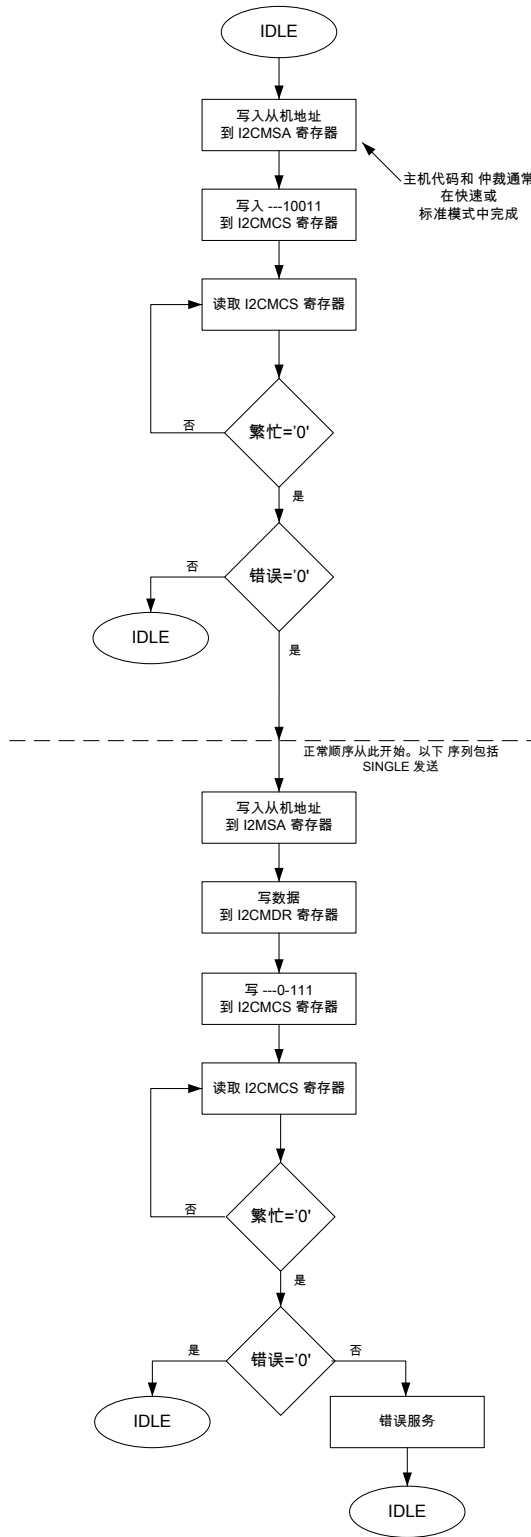 IDLE
写入从机地址
到 I2CMSA 寄存器
主机代码和 仲裁通常
在快速或
标准模式中完成
写入 ---10011
到 I2CMCS 寄存器
读取 I2CMCS 寄存器
否
繁忙='0'
是
否
错误='0'
IDLE
是
正常顺序从此开始。以下 序列包括
SINGLE 发送
写入从机地址
到 I2MSA 寄存器
写数据
到 I2CMDR 寄存器
写 ---0-111
到 I2CMCS 寄存器
读取 I2CMCS 寄存器
否
繁忙='0'
是
是
错误='0'
否
IDLE
错误服务
IDLE